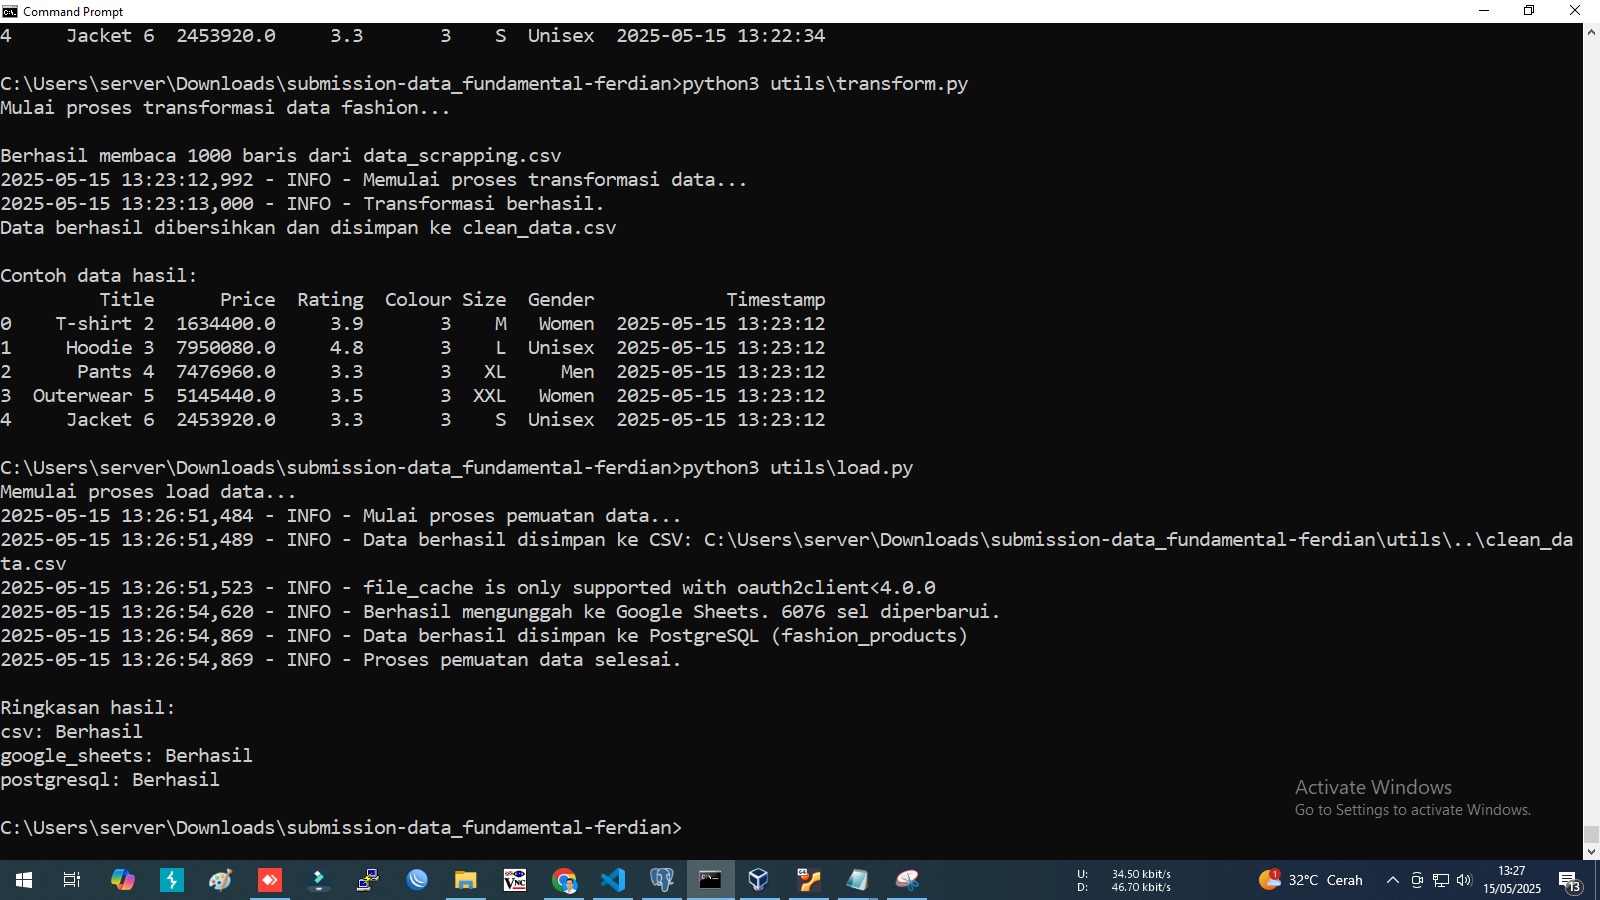 Command Prompt
4     Jacket 6  2453920.0     3.3       3    S  Unisex  2025-05-15 13:22:34
C:\Users\server\Downloads\submission-data_fundamental-ferdian>python3 utils\transform.py
Mulai proses transformasi data fashion...
Berhasil membaca 1000 baris dari data_scrapping.csv
2025-05-15 13:23:12,992 - INFO - Memulai proses transformasi data...
2025-05-15 13:23:13,000 - INFO - Transformasi berhasil.
Data berhasil dibersihkan dan disimpan ke clean_data.csv
Contoh data hasil:
         Title      Price  Rating  Colour Size  Gender            Timestamp
0    T-shirt 2  1634400.0     3.9       3    M   Women  2025-05-15 13:23:12
1     Hoodie 3  7950080.0     4.8       3    L  Unisex  2025-05-15 13:23:12
2      Pants 4  7476960.0     3.3       3   XL     Men  2025-05-15 13:23:12
3  Outerwear 5  5145440.0     3.5       3  XXL   Women  2025-05-15 13:23:12
4     Jacket 6  2453920.0     3.3       3    S  Unisex  2025-05-15 13:23:12
C:\Users\server\Downloads\submission-data_fundamental-ferdian>python3 utils\load.py
Memulai proses load data...
2025-05-15 13:26:51,484 - INFO - Mulai proses pemuatan data...
2025-05-15 13:26:51,489 - INFO - Data berhasil disimpan ke CSV: C:\Users\server\Downloads\submission-data_fundamental-ferdian\utils\..\clean_da
ta.csv
2025-05-15 13:26:51,523 - INFO - file_cache is only supported with oauth2client<4.0.0
2025-05-15 13:26:54,620 - INFO - Berhasil mengunggah ke Google Sheets. 6076 sel diperbarui.
2025-05-15 13:26:54,869 - INFO - Data berhasil disimpan ke PostgreSQL (fashion_products)
2025-05-15 13:26:54,869 - INFO - Proses pemuatan data selesai.
Ringkasan hasil:
csv: Berhasil
google_sheets: Berhasil
postgresql: Berhasil
Activate Windows
Go to Settings to activate Windows.
C:\Users\server\Downloads\submission-data_fundamental-ferdian>
U: 34.50 kbit/s
D: 46.70 kbit/s
1
32°C Cerah
13:27
15/05/2025
13
VNC